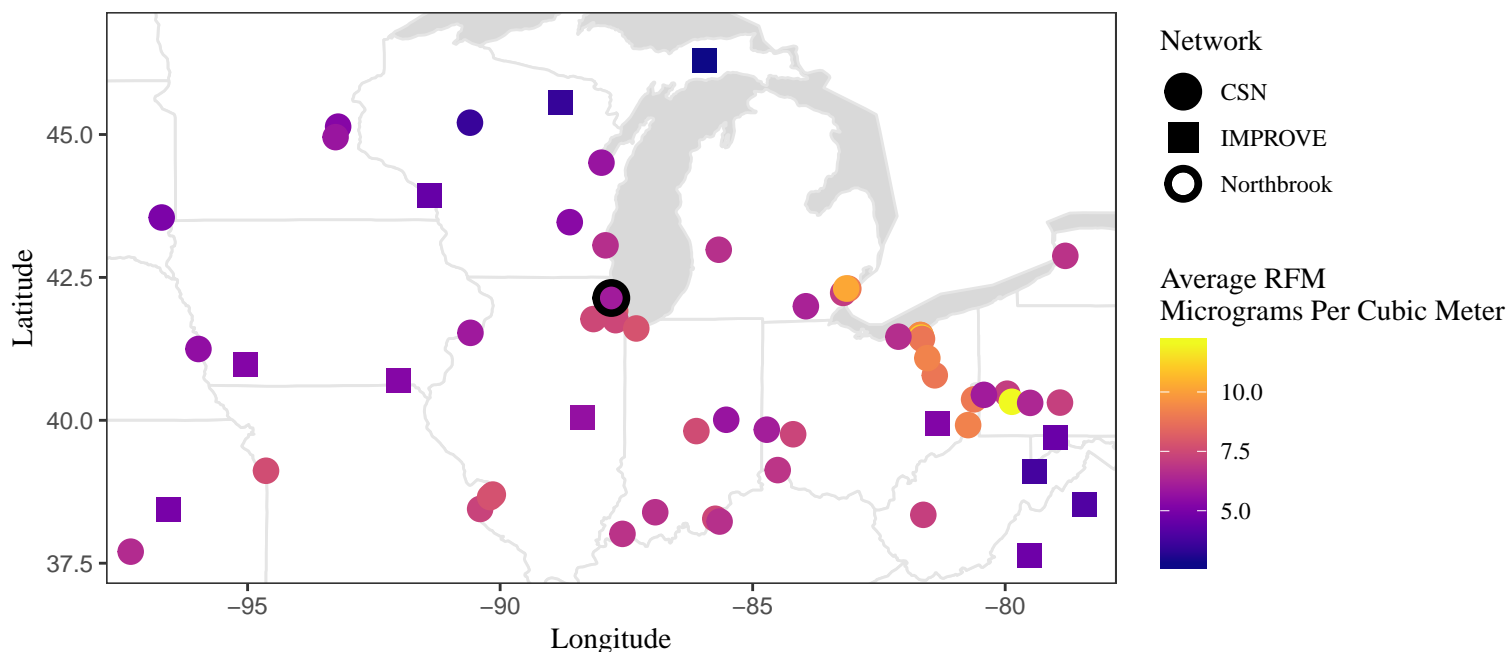 45.0
42.5
40.0
37.5
Latitude
−95
−90
−85
−80
Longitude
Network
CSN
IMPROVE
Northbrook
Average RFM
Micrograms Per Cubic Meter
10.0
7.5
5.0